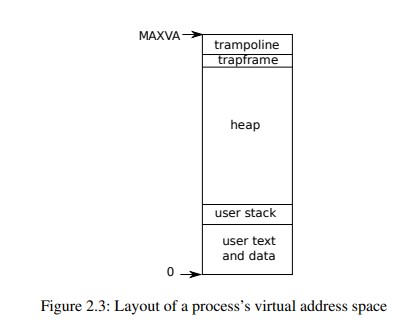 MAXVA
trampoline
trapframe
heap
user stack
user text
and data
0
Figure 2.3: Layout of a process's virtual address space